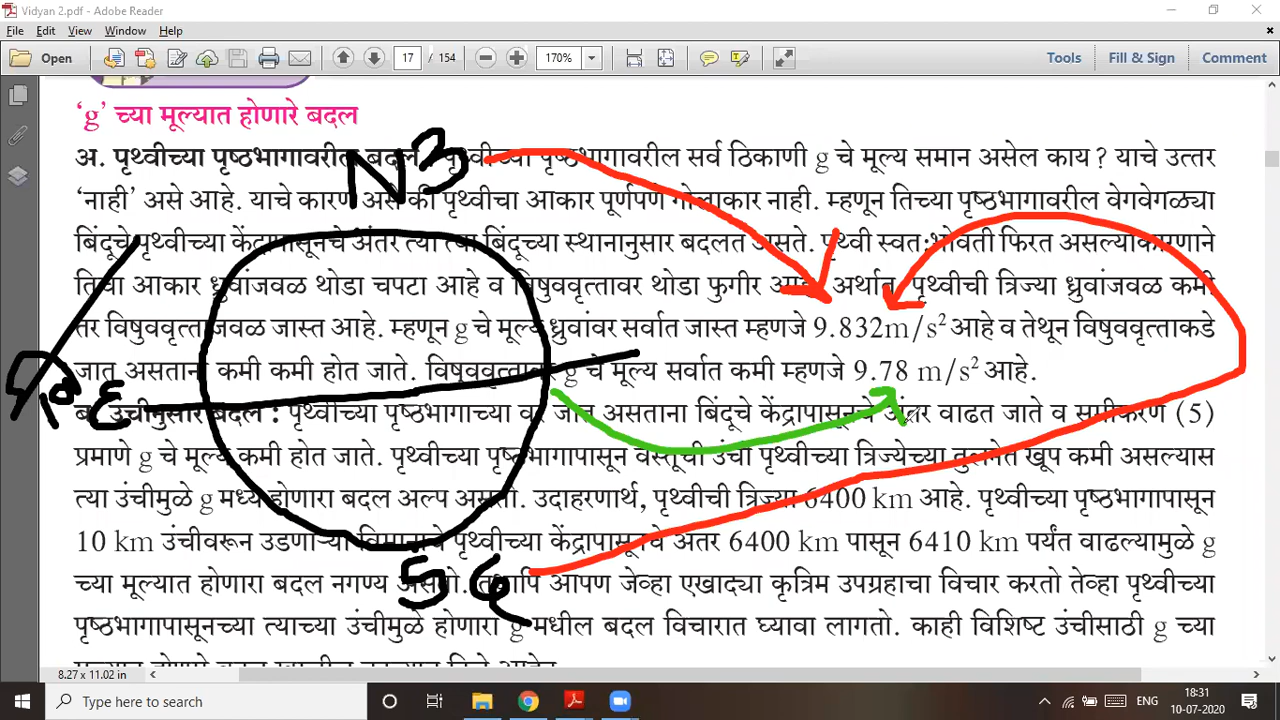 Vidyan 2.pdf - Adobe Reader
File Edit View Window Help
Open 17 / 154 170% Tools Fill & Sign Comment
‘g’ च्या मूल्यात होणारे बदल
अ. पृथ्वीच्या पृष्ठभागावरील बदल : पृथ्वीच्या पृष्ठभागावरील सर्व ठिकाणी g चे मूल्य समान असेल काय ? याचे उत्तर
N 3
‘नाही’ असे आहे. याचे कारण असे की पृथ्वीचा आकार पूर्णपणे गोलाकार नाही. म्हणून तिच्या पृष्ठभागावरील वेगवेगळ्या
बिंदूचे पृथ्वीच्या केंद्रापासूनचे अंतर त्या त्या बिंदूच्या स्थानानुसार बदलत असते. पृथ्वी स्वत:भोवती फिरत असल्याकारणाने
तिचा आकार ध्रुवांजवळ थोडा चपटा आहे व विषुववृत्तावर थोडा फुगीर आहे. अर्थात, पृथ्वीची त्रिज्या ध्रुवांजवळ कमी
तर विषुववृत्ताजवळ जास्त आहे. म्हणून g चे मूल्य ध्रुवांवर सर्वात जास्त म्हणजे 9.832m/s² आहे व तेथून विषुववृत्ताकडे
जात असताना कमी कमी होत जाते. विषुववृत्तावर g चे मूल्य सर्वात कमी म्हणजे 9.78 m/s² आहे.
ब. उंचीनुसार बदल : पृथ्वीच्या पृष्ठभागाच्या वर जात असताना बिंदूचे केंद्रापासूनचे अंतर वाढत जाते व समीकरण (5)
प्रमाणे g चे मूल्य कमी होत जाते. पृथ्वीच्या पृष्ठभागापासून वस्तूची उंची पृथ्वीच्या त्रिज्येच्या तुलनेत खूप कमी असल्यास
त्या उंचीमुळे g मध्ये होणारा बदल अल्प असतो. उदाहरणार्थ, पृथ्वीची त्रिज्या 6400 km आहे. पृथ्वीच्या पृष्ठभागापासून
10 km उंचीवरून उडणाऱ्या विमानाचे पृथ्वीच्या केंद्रापासूनचे अंतर 6400 km पासून 6410 km पर्यंत वाढल्यामुळे g
च्या मूल्यात होणारा बदल नगण्य असतो. तथापि आपण जेव्हा एखाद्या कृत्रिम उपग्रहाचा विचार करतो तेव्हा पृथ्वीच्या
पृष्ठभागापासूनच्या त्याच्या उंचीमुळे होणारा g मधील बदल विचारात घ्यावा लागतो. काही विशिष्ट उंचीसाठी g च्या
8.27 x 11.02 in
Type here to search
ENG 18:31
10-07-2020